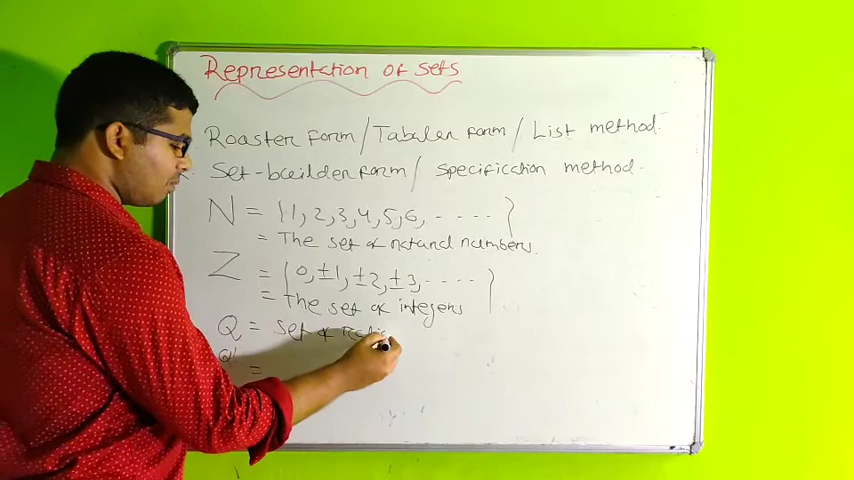 Representation of sets
Roaster form/Tabular form/List method.
Set-builder form/specification method.
N = {1, 2, 3, 4, 5, 6, - - - - }
= The set of natural numbers.
Z = {0, ±1, ±2, ±3, - - - - }
= The set of integers
Q = set of
Q' =